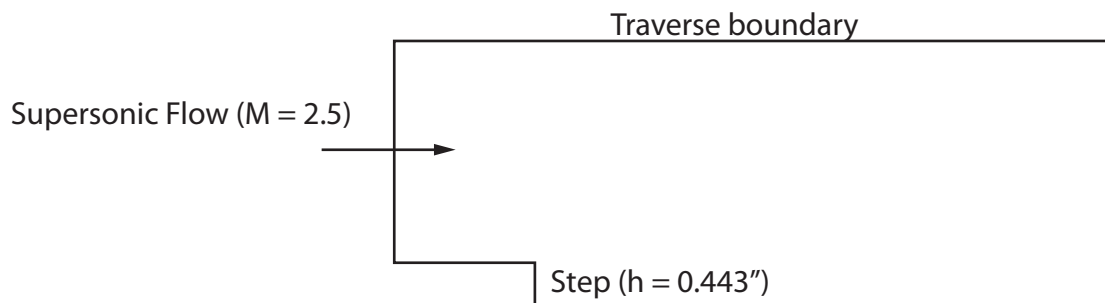 Traverse boundary
Supersonic Flow (M = 2.5)
Step (h = 0.443″)